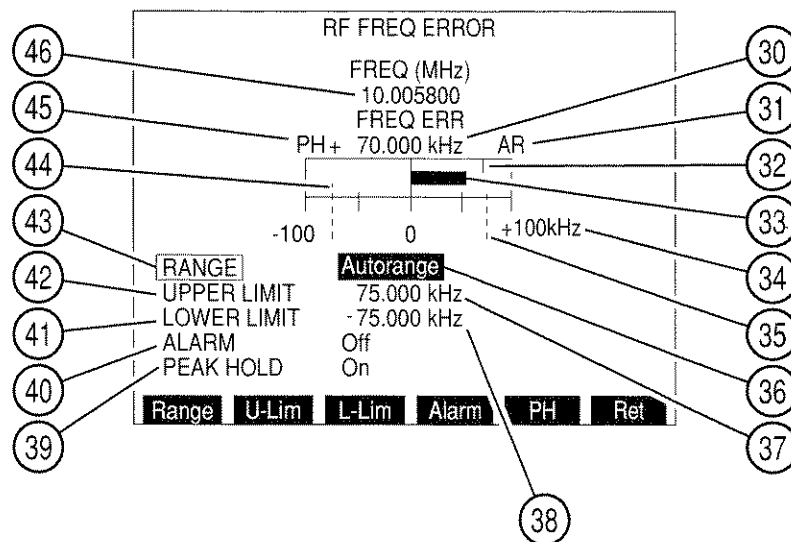 RF FREQ ERROR
46
FREQ (MHz)
30
10.005800
45
FREQ ERR
31
PH + 70.000 kHz AR
44
32
33
-100 0 +100kHz
43
34
RANGE Autorange
42
UPPER LIMIT 75.000 kHz
35
41
LOWER LIMIT -75.000 kHz
40
ALARM Off
36
39
PEAK HOLD On
37
Range U-Lim L-Lim Alarm PH Ret
38